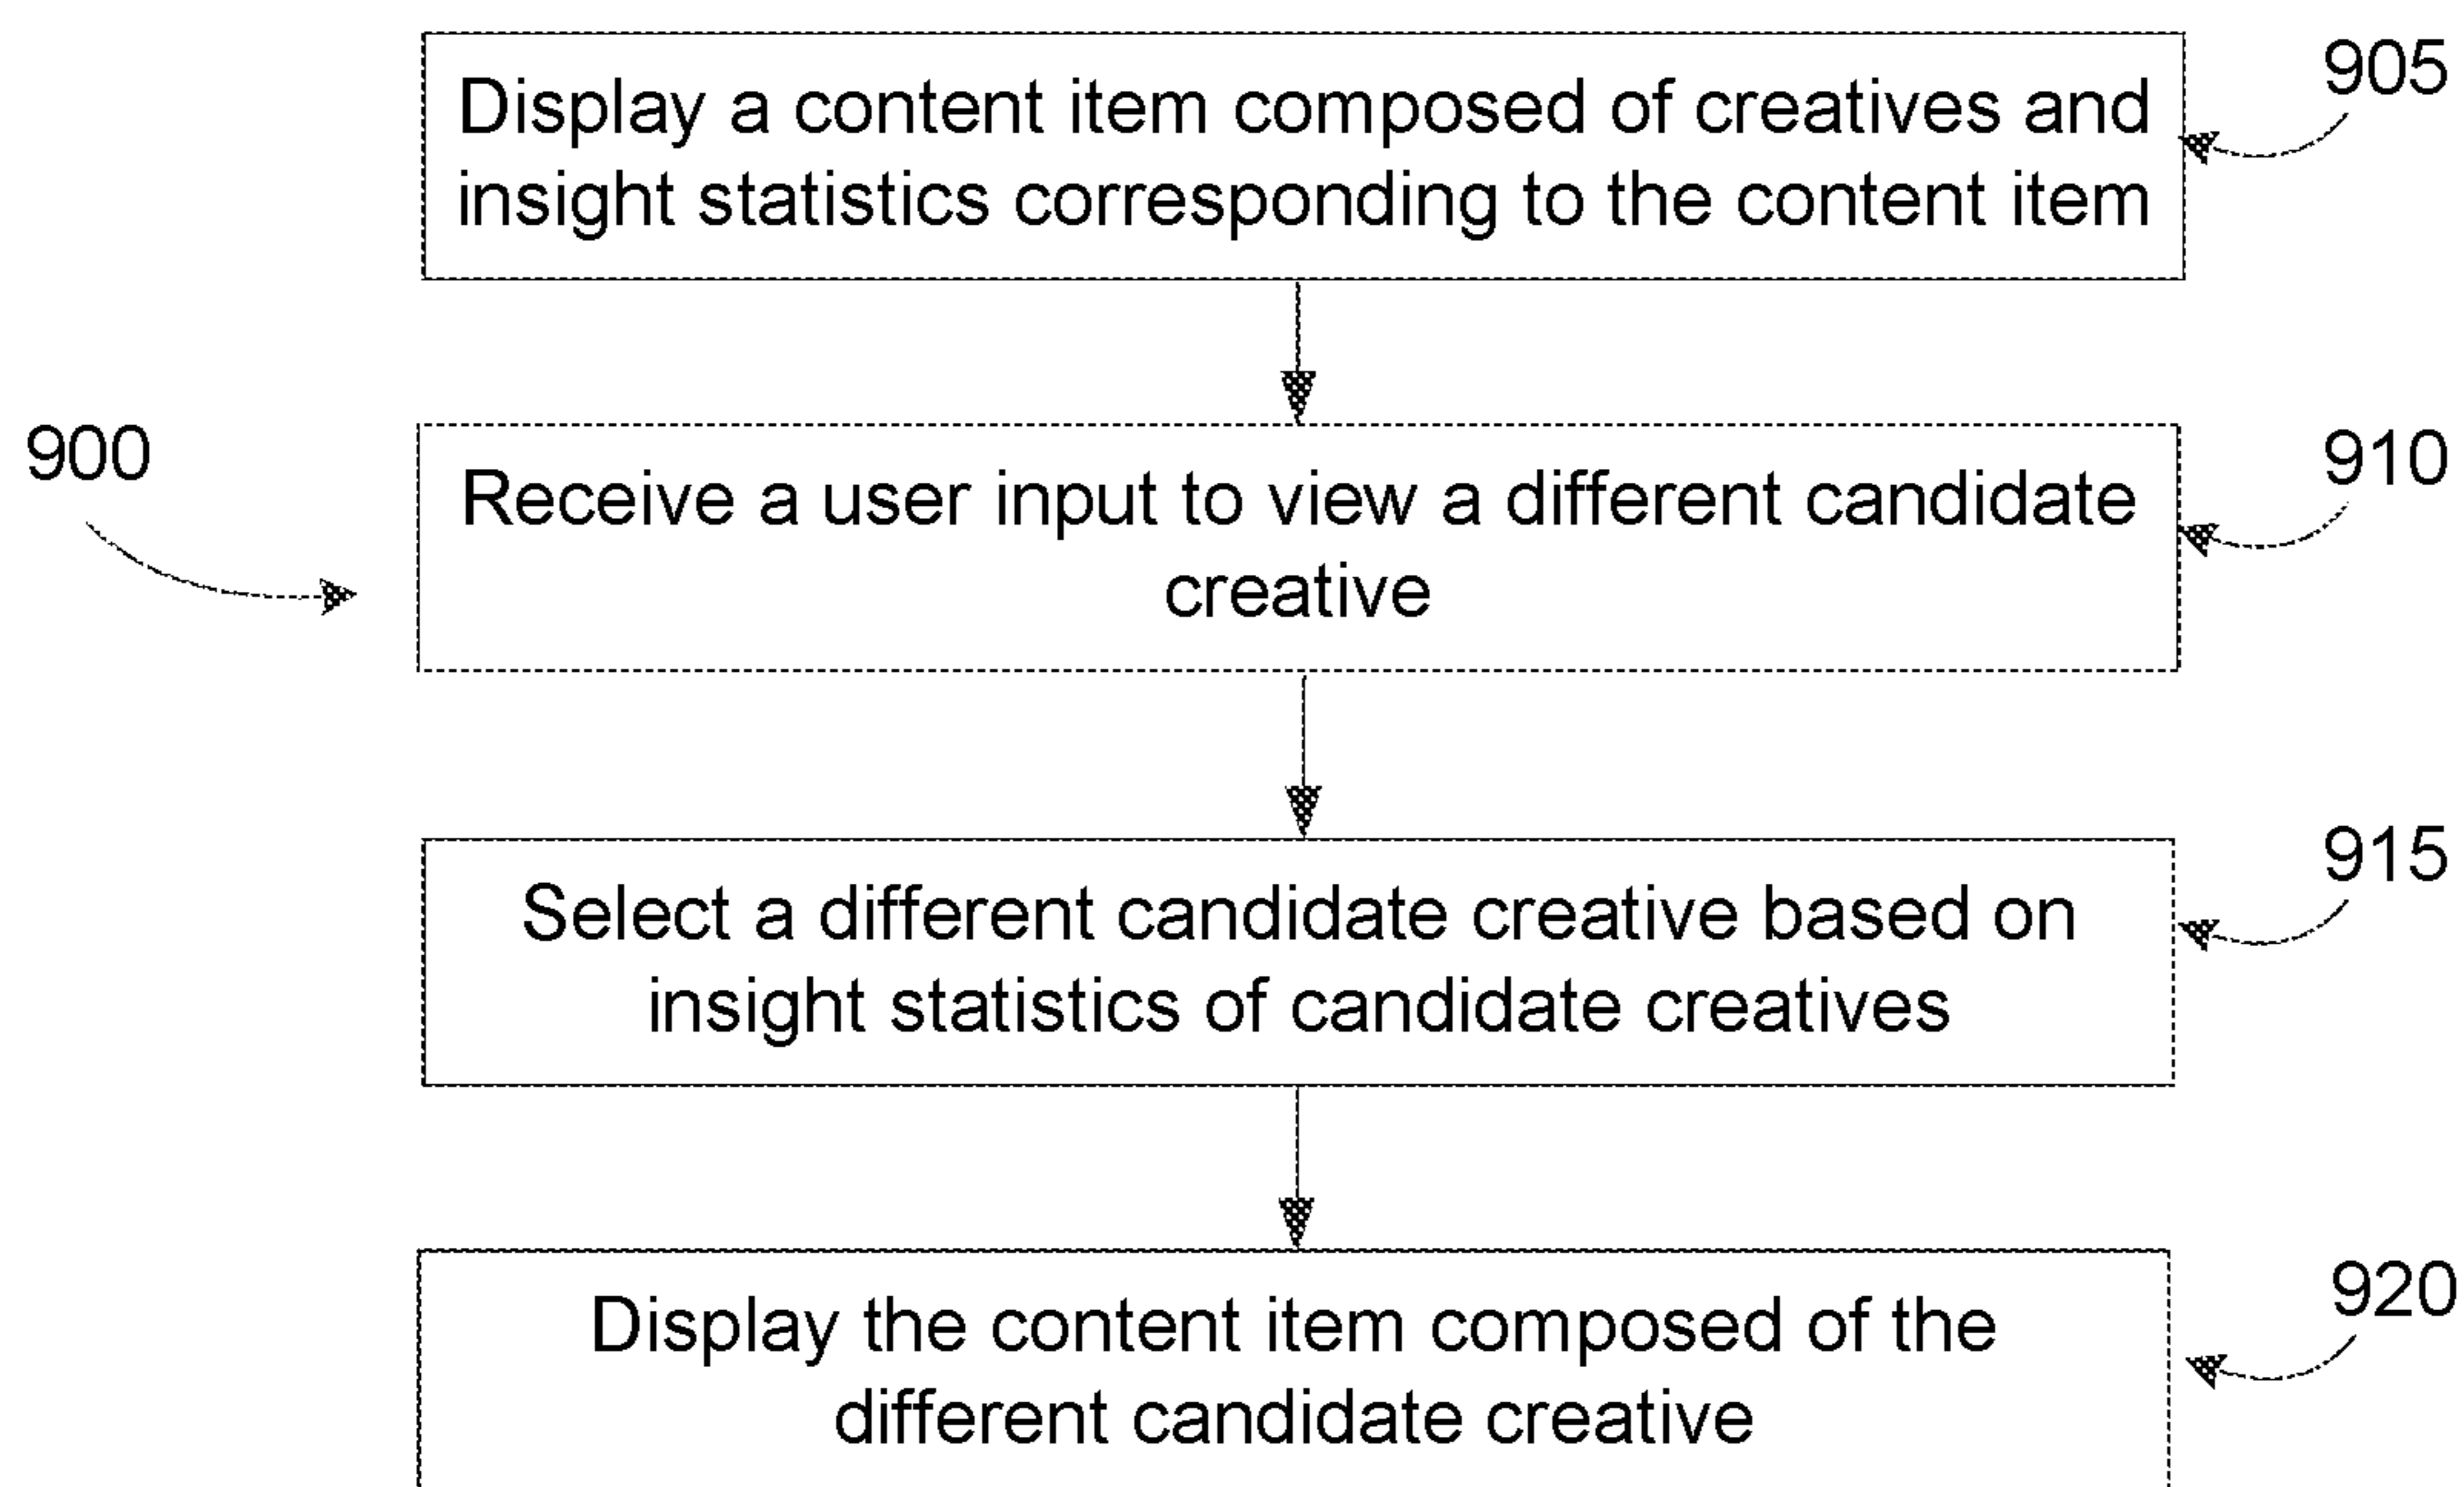 905
Display a content item composed of creatives and
insight statistics corresponding to the content item
900
910
Receive a user input to view a different candidate
creative
915
Select a different candidate creative based on
insight statistics of candidate creatives
920
Display the content item composed of the
different candidate creative